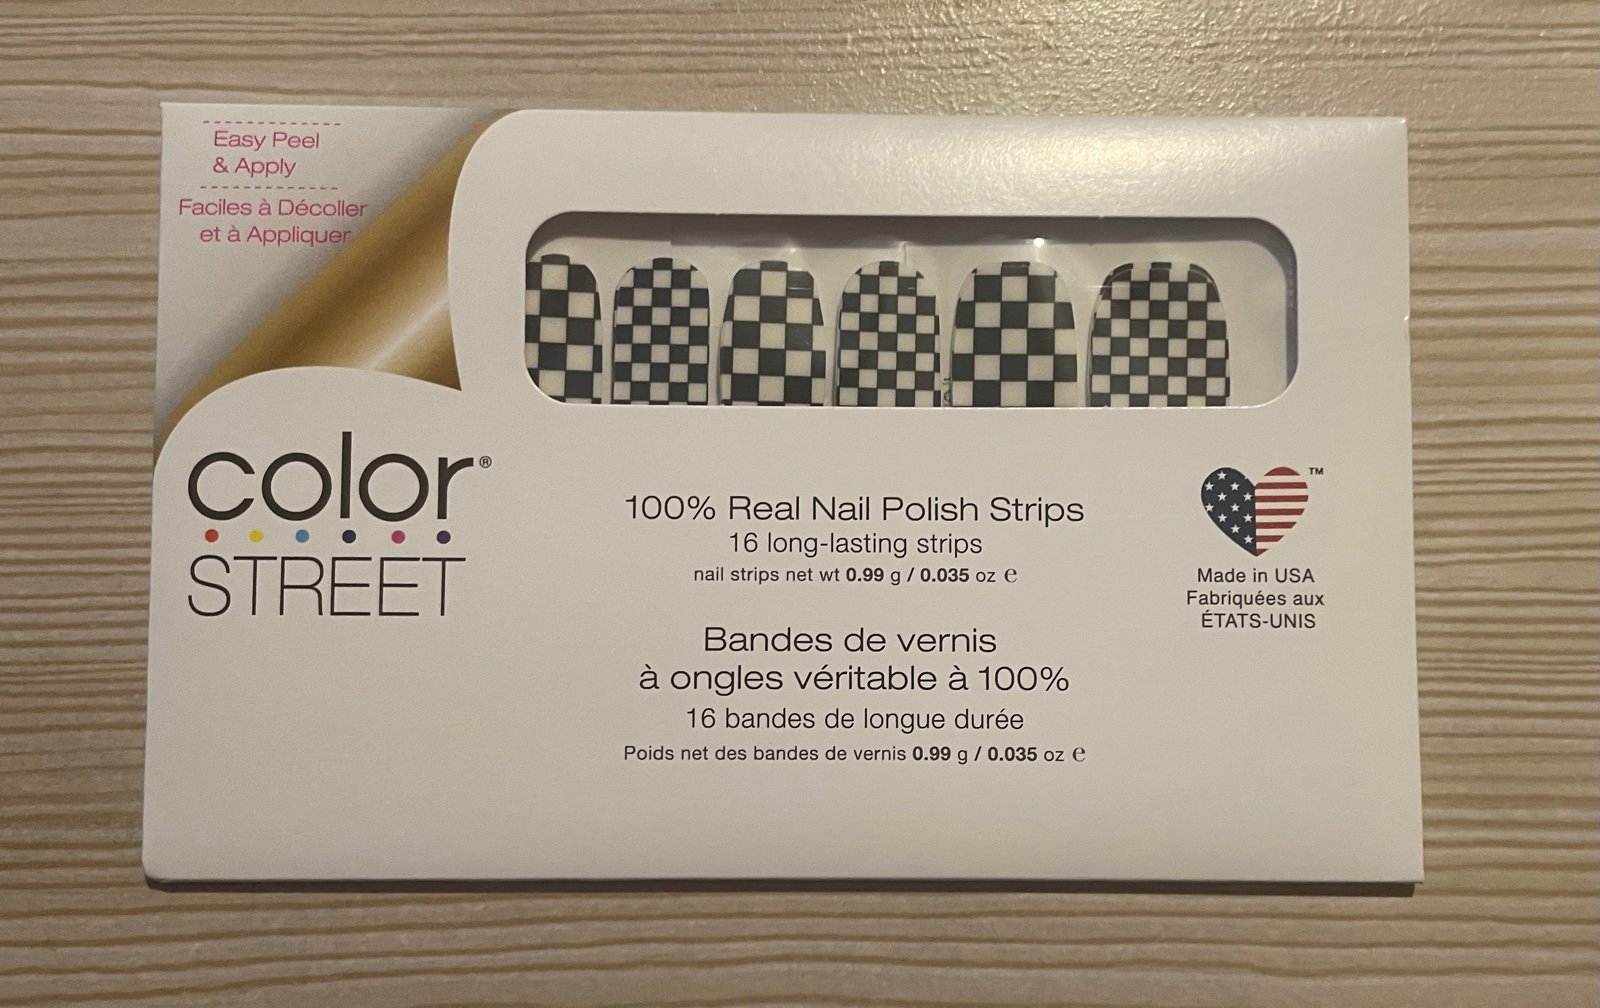 Easy Peel
& Apply
Faciles à Décoller
et à Appliquer
color®
STREET
100% Real Nail Polish Strips
16 long-lasting strips
nail strips net wt 0.99 g / 0.035 oz ℮
Bandes de vernis
à ongles véritable à 100%
16 bandes de longue durée
Poids net des bandes de vernis 0.99 g / 0.035 oz ℮
TM
Made in USA
Fabriquées aux
ÉTATS-UNIS